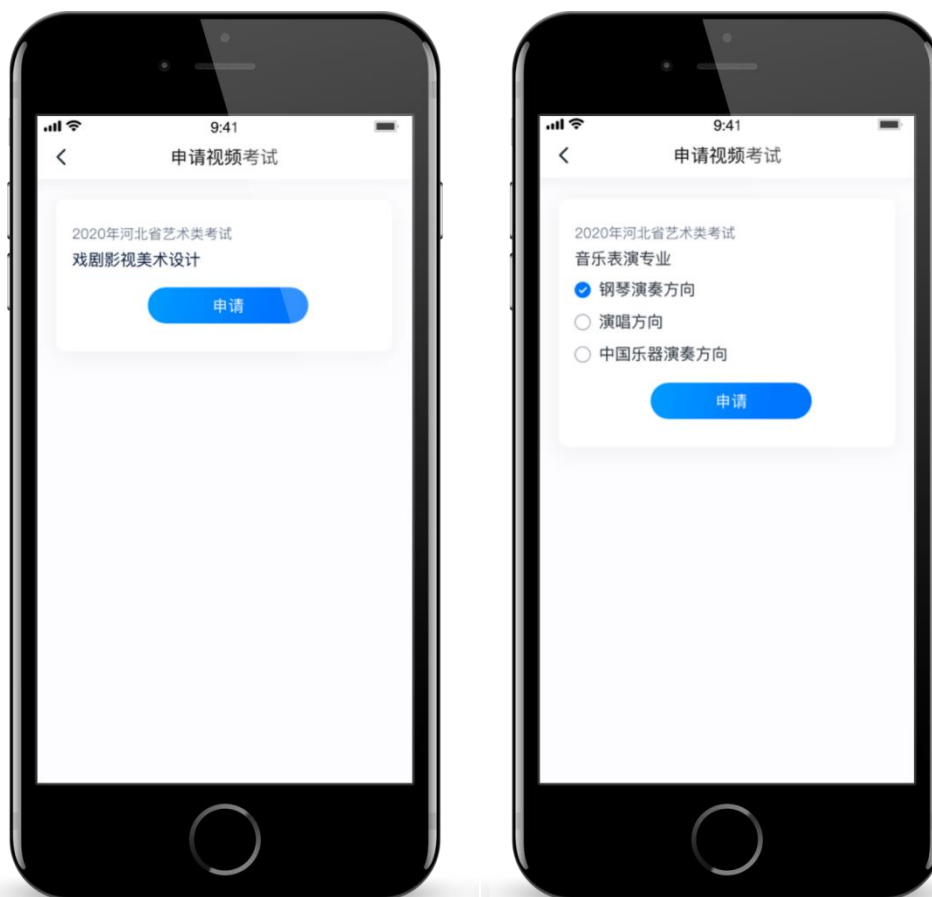 9:41
申请视频考试
2020年河北省艺术类考试
戏剧影视美术设计
申请
9:41
申请视频考试
2020年河北省艺术类考试
音乐表演专业
钢琴演奏方向
演唱方向
中国乐器演奏方向
申请